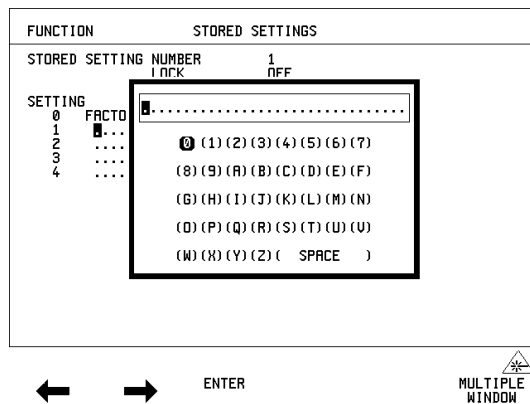 FUNCTION STORED SETTINGS
STORED SETTING NUMBER 1
LOCK OFF
SETTING
0 FACTO
1 ....
2 ....
3 ....
4 ....
............................
0 (1)(2)(3)(4)(5)(6)(7)
(8)(9)(A)(B)(C)(D)(E)(F)
(G)(H)(I)(J)(K)(L)(M)(N)
(O)(P)(Q)(R)(S)(T)(U)(V)
(W)(X)(Y)(Z)( SPACE )
ENTER
MULTIPLE
WINDOW